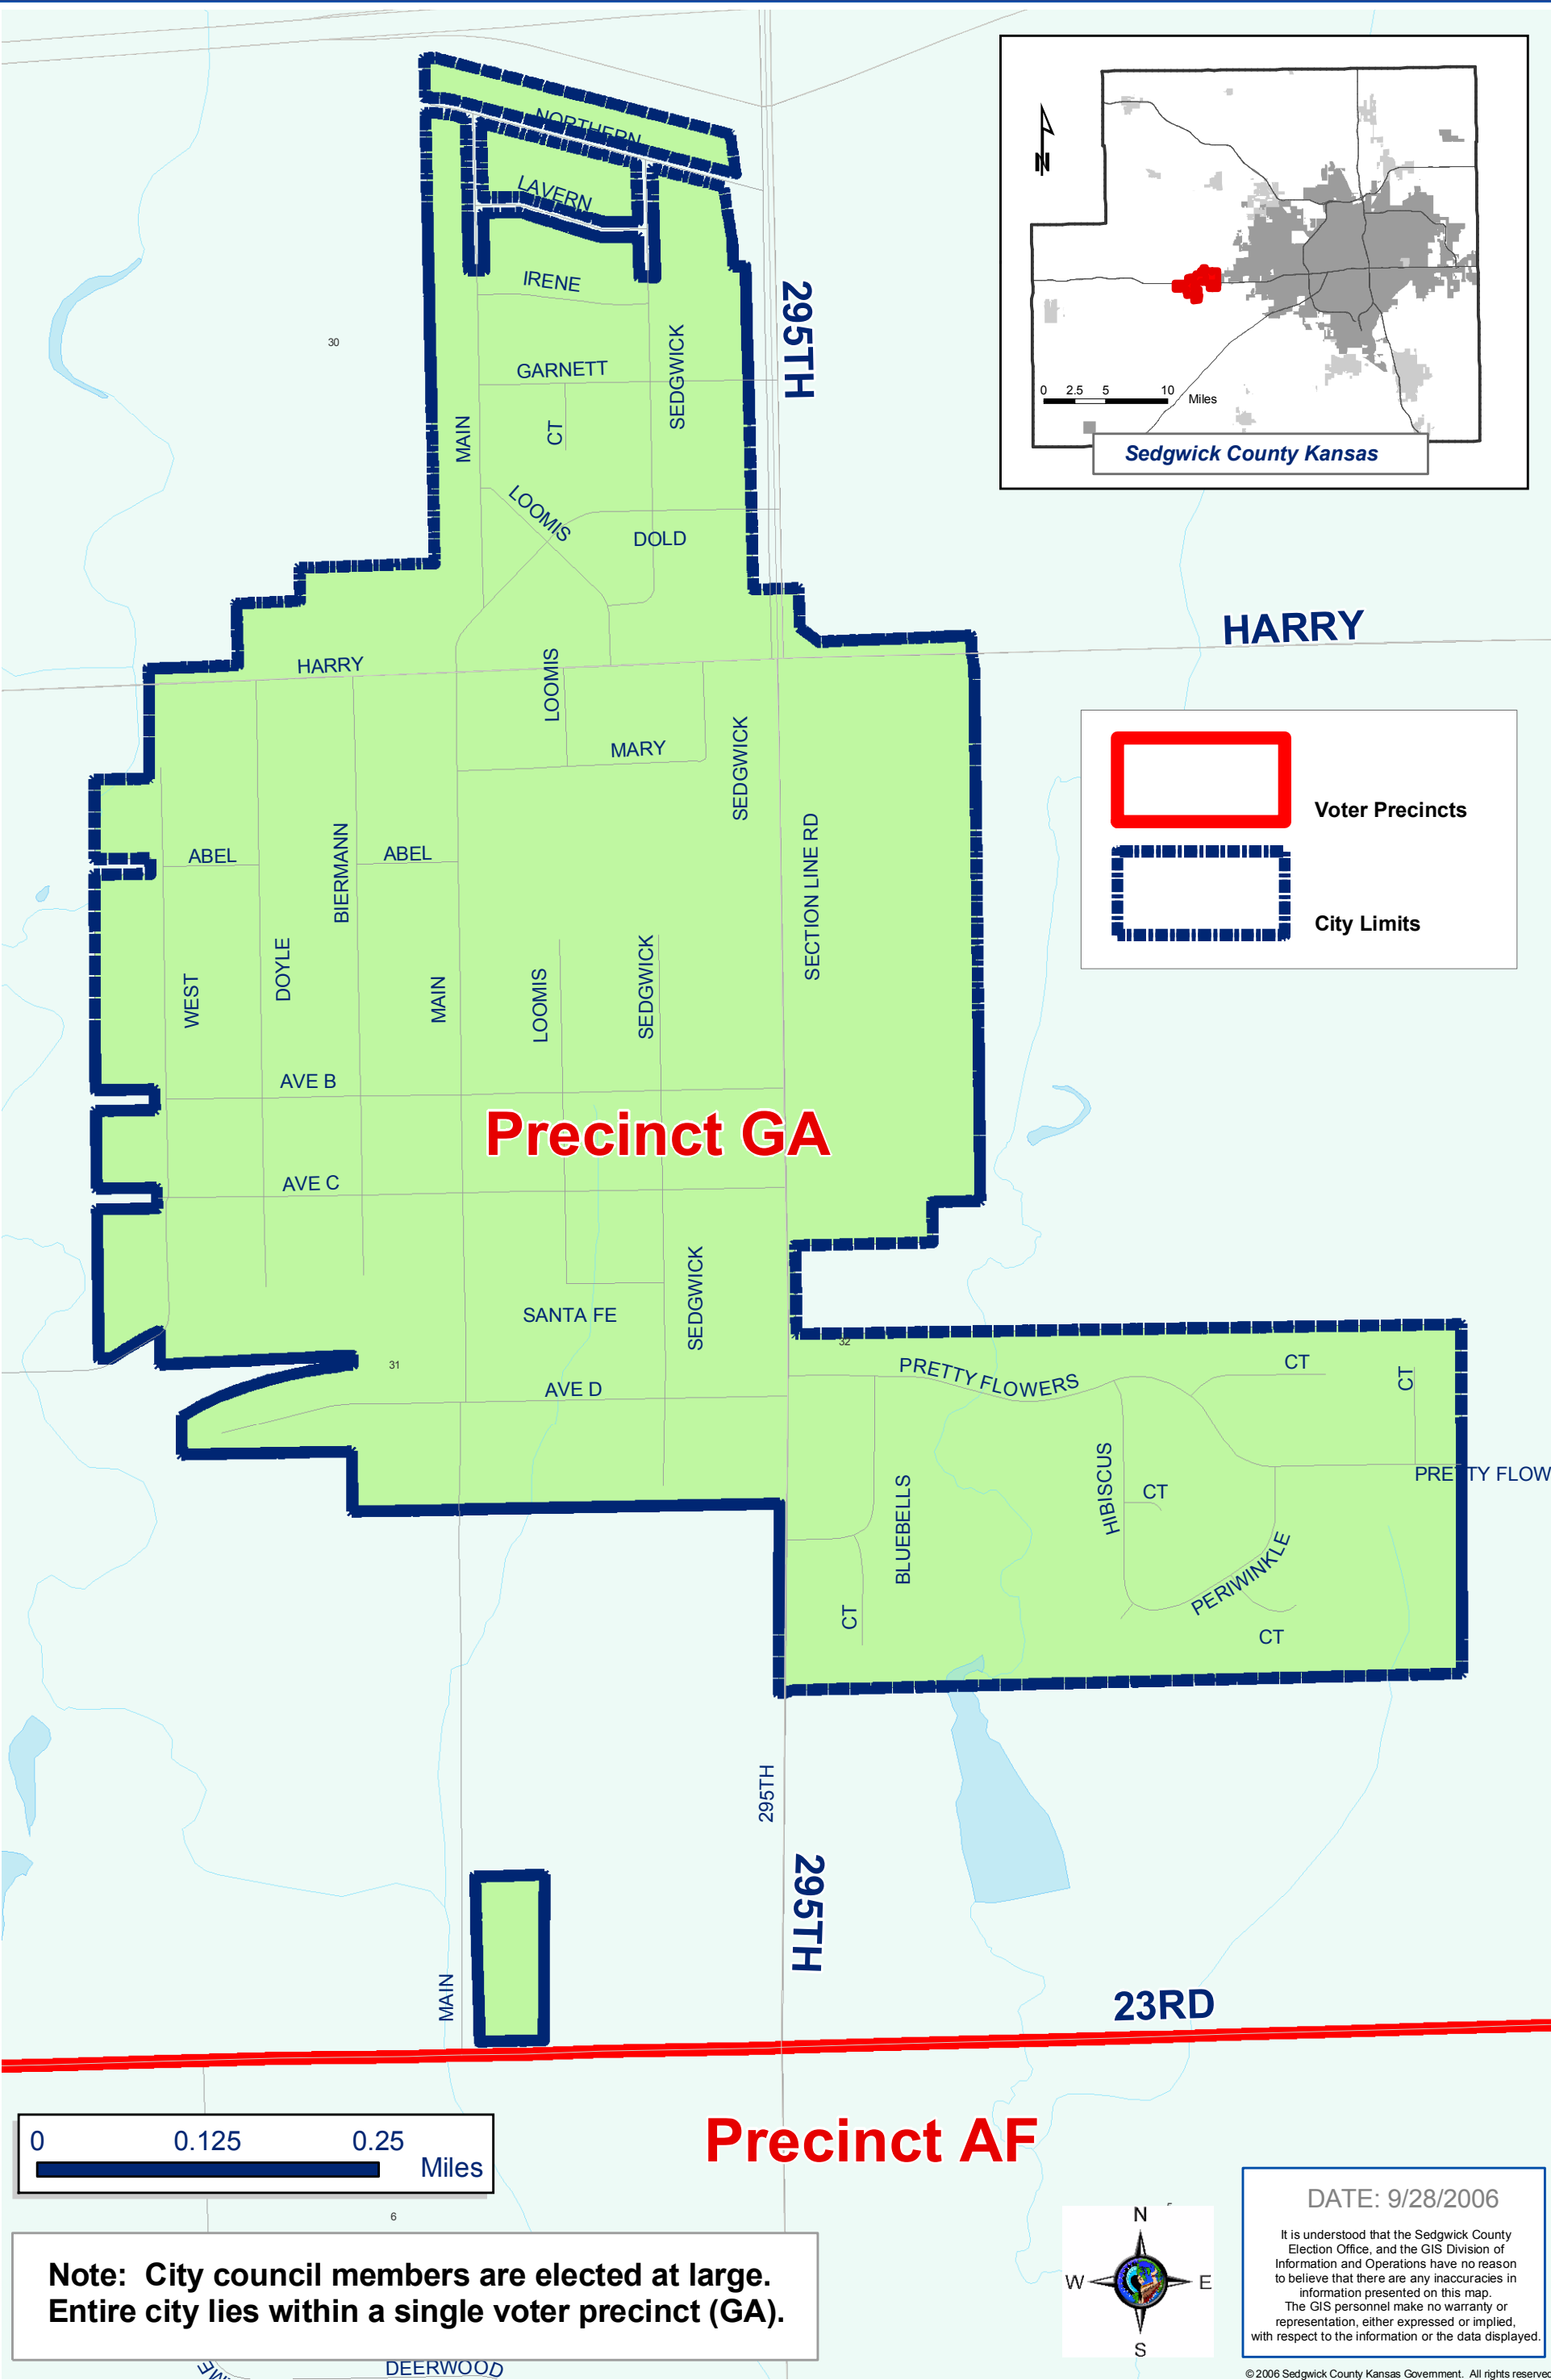 NORTHERN
LAVERN
IRENE
295TH
30
GARNETT
SEDGWICK
MAIN
CT
LOOMIS
DOLD
N
0 2.5 5 10
Miles
Sedgwick County Kansas
HARRY
HARRY
LOOMIS
MARY
SEDGWICK
Voter Precincts
City Limits
ABEL
BIERMANN
ABEL
SECTION LINE RD
WEST
DOYLE
MAIN
LOOMIS
SEDGWICK
AVE B
Precinct GA
AVE C
SANTA FE
SEDGWICK
31
32
AVE D
PRETTY FLOWERS
CT
CT
PRETTY FLOW
HIBISCUS
CT
BLUEBELLS
PERIWINKLE
CT
CT
295TH
295TH
MAIN
23RD
Precinct AF
0 0.125 0.25
Miles
6
Note: City council members are elected at large.
Entire city lies within a single voter precinct (GA).
DEERWOOD
N
W E
S
DATE: 9/28/2006
It is understood that the Sedgwick County
Election Office, and the GIS Division of
Information and Operations have no reason
to believe that there are any inaccuracies in
information presented on this map.
The GIS personnel make no warranty or
representation, either expressed or implied,
with respect to the information or the data displayed.
© 2006 Sedgwick County Kansas Government. All rights reserved